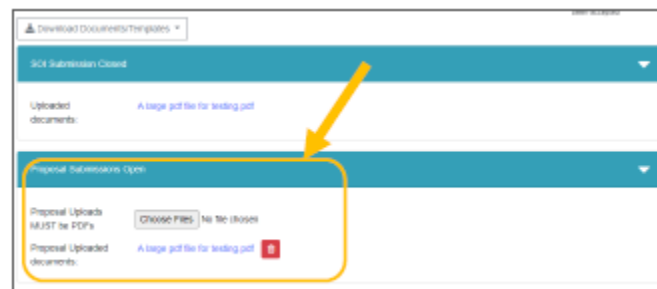 Download Documents/Templates
SOI Submission Closed
Uploaded documents:
A large pdf file for testing.pdf
Proposal Submissions Open
Proposal Uploads
MUST be PDFs
Choose Files No file chosen
Proposal Uploaded
documents:
A large pdf file for testing.pdf